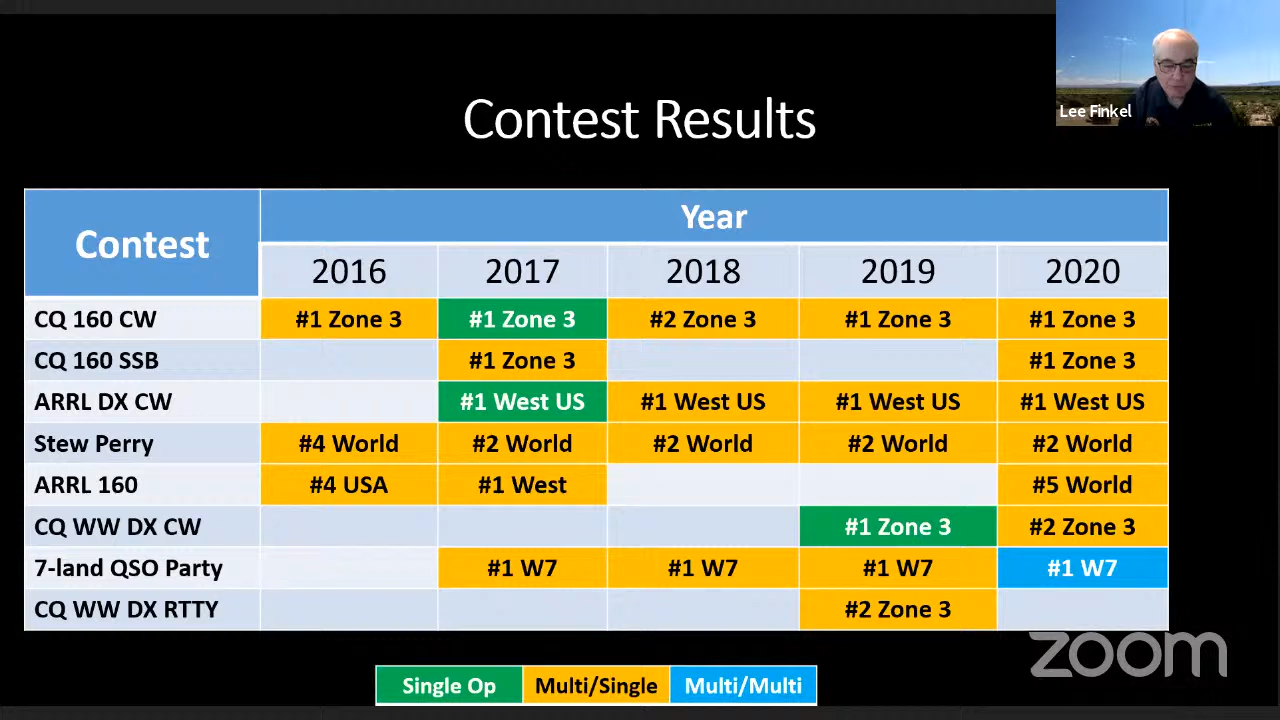 Lee Finkel
Contest Results
Contest Year
2016 2017 2018 2019 2020
CQ 160 CW #1 Zone 3 #1 Zone 3 #2 Zone 3 #1 Zone 3 #1 Zone 3
CQ 160 SSB #1 Zone 3 #1 Zone 3
ARRL DX CW #1 West US #1 West US #1 West US #1 West US
Stew Perry #4 World #2 World #2 World #2 World #2 World
ARRL 160 #4 USA #1 West #5 World
CQ WW DX CW #1 Zone 3 #2 Zone 3
7-land QSO Party #1 W7 #1 W7 #1 W7 #1 W7
CQ WW DX RTTY #2 Zone 3
zoom
Single Op Multi/Single Multi/Multi